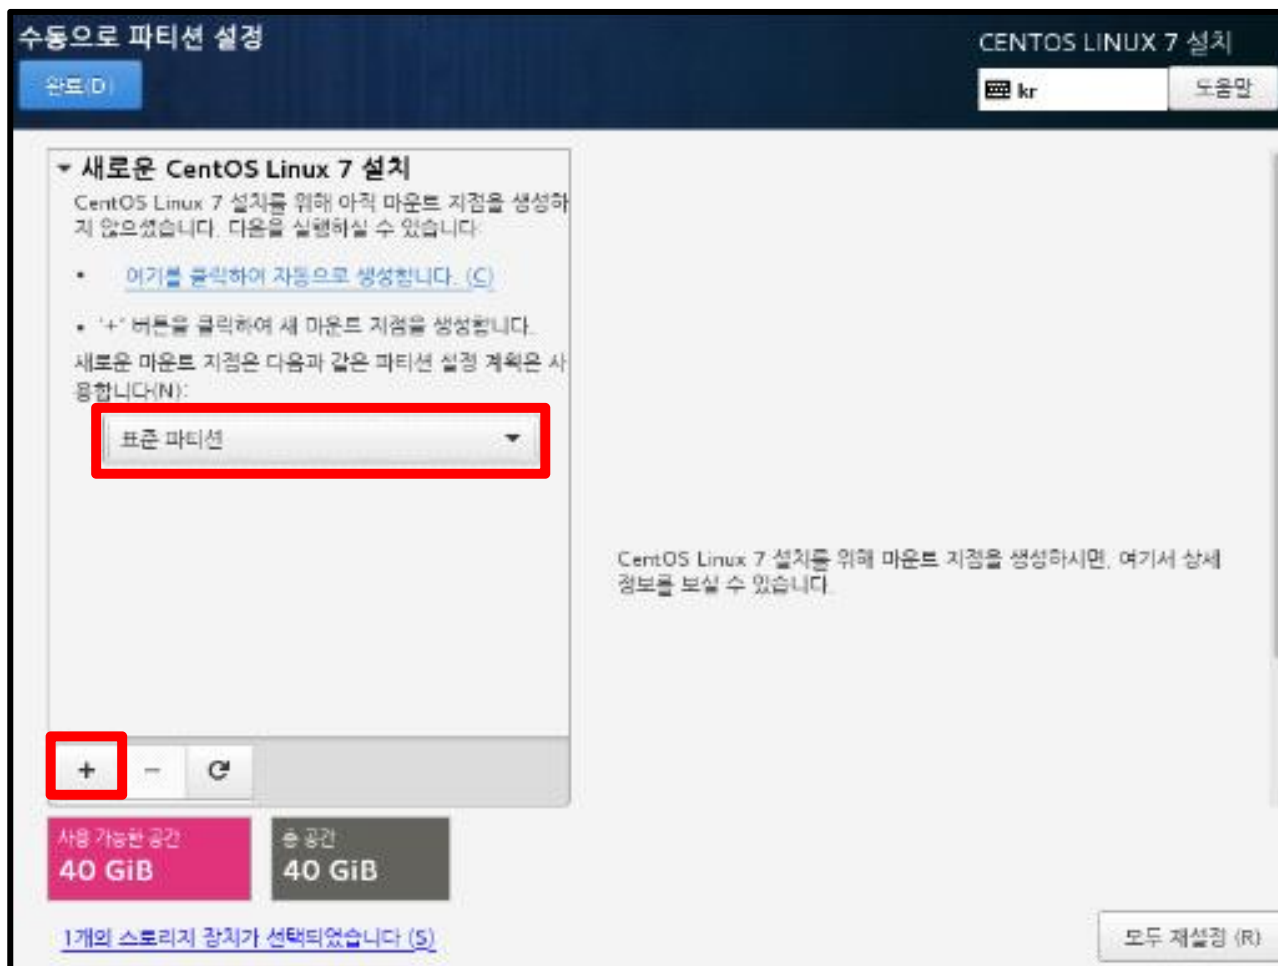 수동으로 파티션 설정
CENTOS LINUX 7 설치
완료(D)
kr
도움말
새로운 CentOS Linux 7 설치
CentOS Linux 7 설치를 위해 아직 마운트 지점을 생성하
지 않으셨습니다. 다음을 실행하실 수 있습니다:
• 여기를 클릭하여 자동으로 생성합니다. (C)
• '+' 버튼을 클릭하여 새 마운트 지점을 생성합니다.
새로운 마운트 지점은 다음과 같은 파티션 설정 계획은 사
용합니다(N):
표준 파티션
CentOS Linux 7 설치를 위해 마운트 지점을 생성하시면, 여기서 상세
정보를 보실 수 있습니다.
+ −
사용 가능한 공간
40 GiB
총 공간
40 GiB
1개의 스토리지 장치가 선택되었습니다 (S)
모두 재설정 (R)